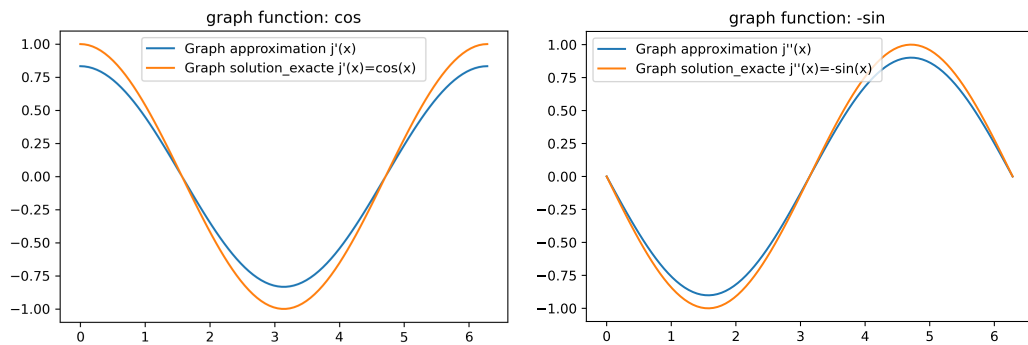 graph function: cos
Graph approximation j'(x)
Graph solution_exacte j'(x)=cos(x)
1.00
0.75
0.50
0.25
0.00
−0.25
−0.50
−0.75
−1.00
0 1 2 3 4 5 6
graph function: -sin
Graph approximation j''(x)
Graph solution_exacte j''(x)=-sin(x)
1.00
0.75
0.50
0.25
0.00
−0.25
−0.50
−0.75
−1.00
0 1 2 3 4 5 6